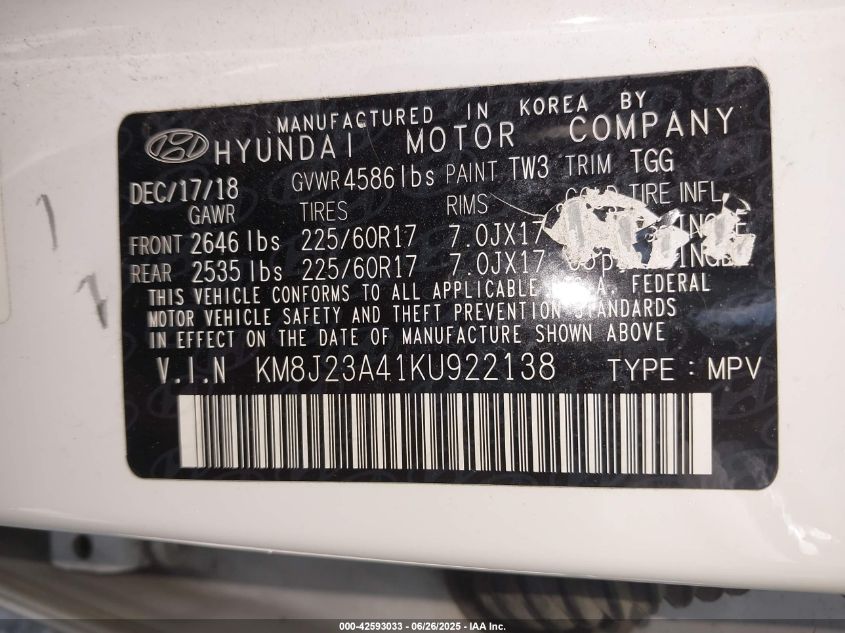 MANUFACTURED IN KOREA BY
HYUNDAI MOTOR COMPANY
DEC/17/18 GVWR 4586 lbs PAINT TW3 TRIM TGG
GAWR TIRES RIMS COLD TIRE INFL
FRONT 2646 lbs 225/60R17 7.0JX17
REAR 2535 lbs 225/60R17 7.0JX17
THIS VEHICLE CONFORMS TO ALL APPLICABLE U.S.A. FEDERAL
MOTOR VEHICLE SAFETY AND THEFT PREVENTION STANDARDS
IN EFFECT ON THE DATE OF MANUFACTURE SHOWN ABOVE
V.I.N KM8J23A41KU922138 TYPE : MPV
000-42593033 / 06/26/2025 / IAA Inc.